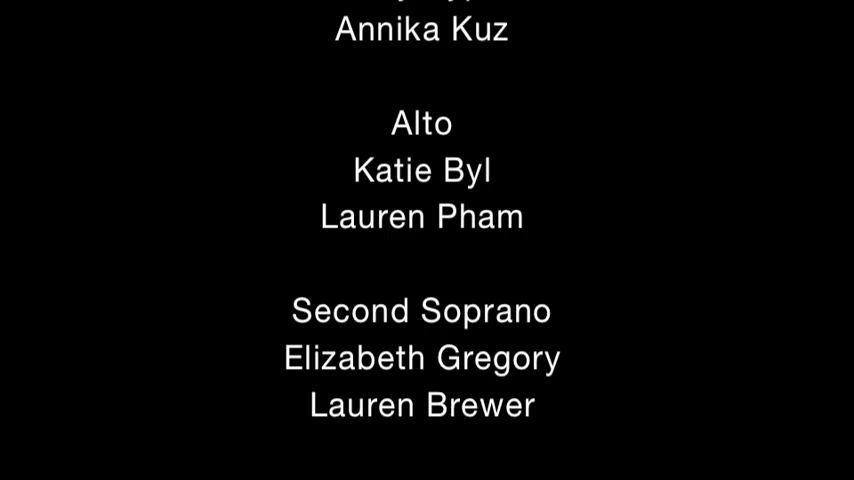 Annika Kuz
Alto
Katie Byl
Lauren Pham
Second Soprano
Elizabeth Gregory
Lauren Brewer